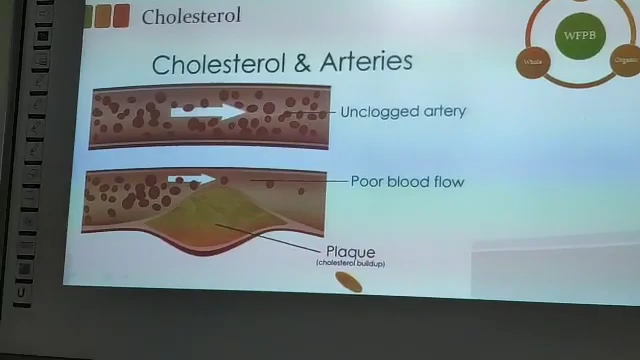 Cholesterol
WFPB
Whole
Organic
Cholesterol & Arteries
Unclogged artery
Poor blood flow
Plaque
(cholesterol buildup)